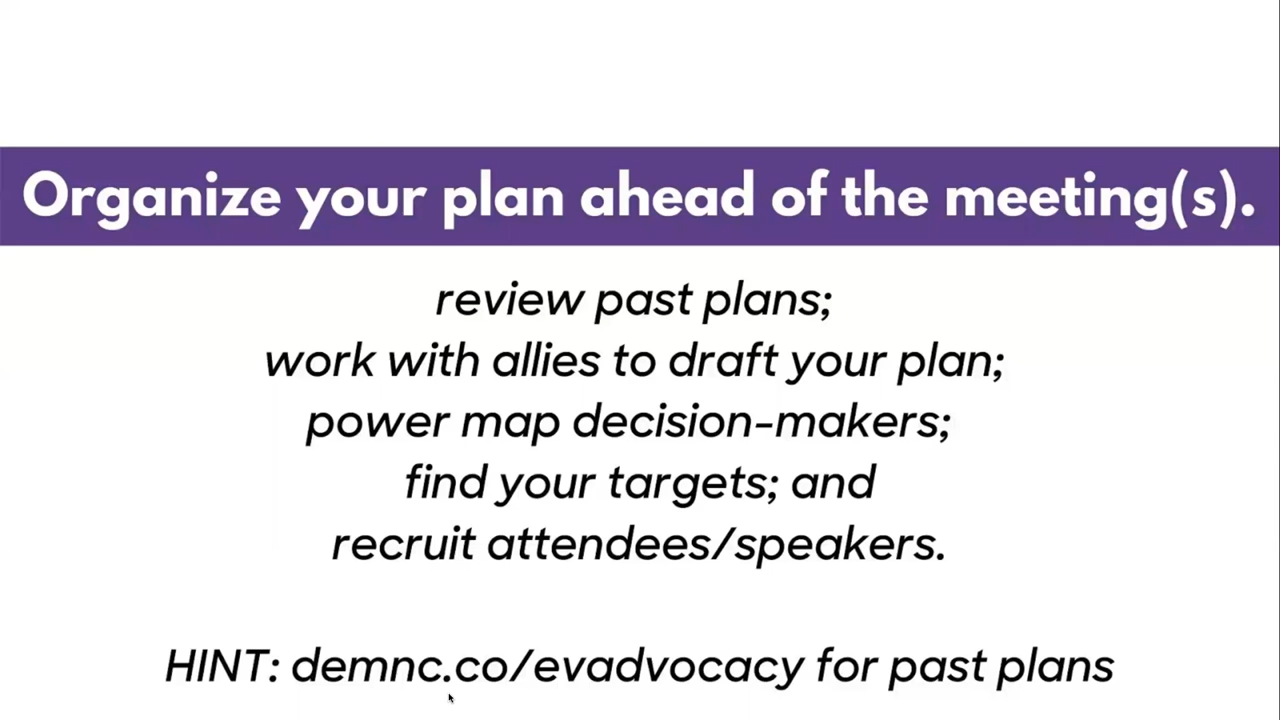 Organize your plan ahead of the meeting(s).
review past plans;
work with allies to draft your plan;
power map decision-makers;
find your targets; and
recruit attendees/speakers.
HINT: demnc.co/evadvocacy for past plans